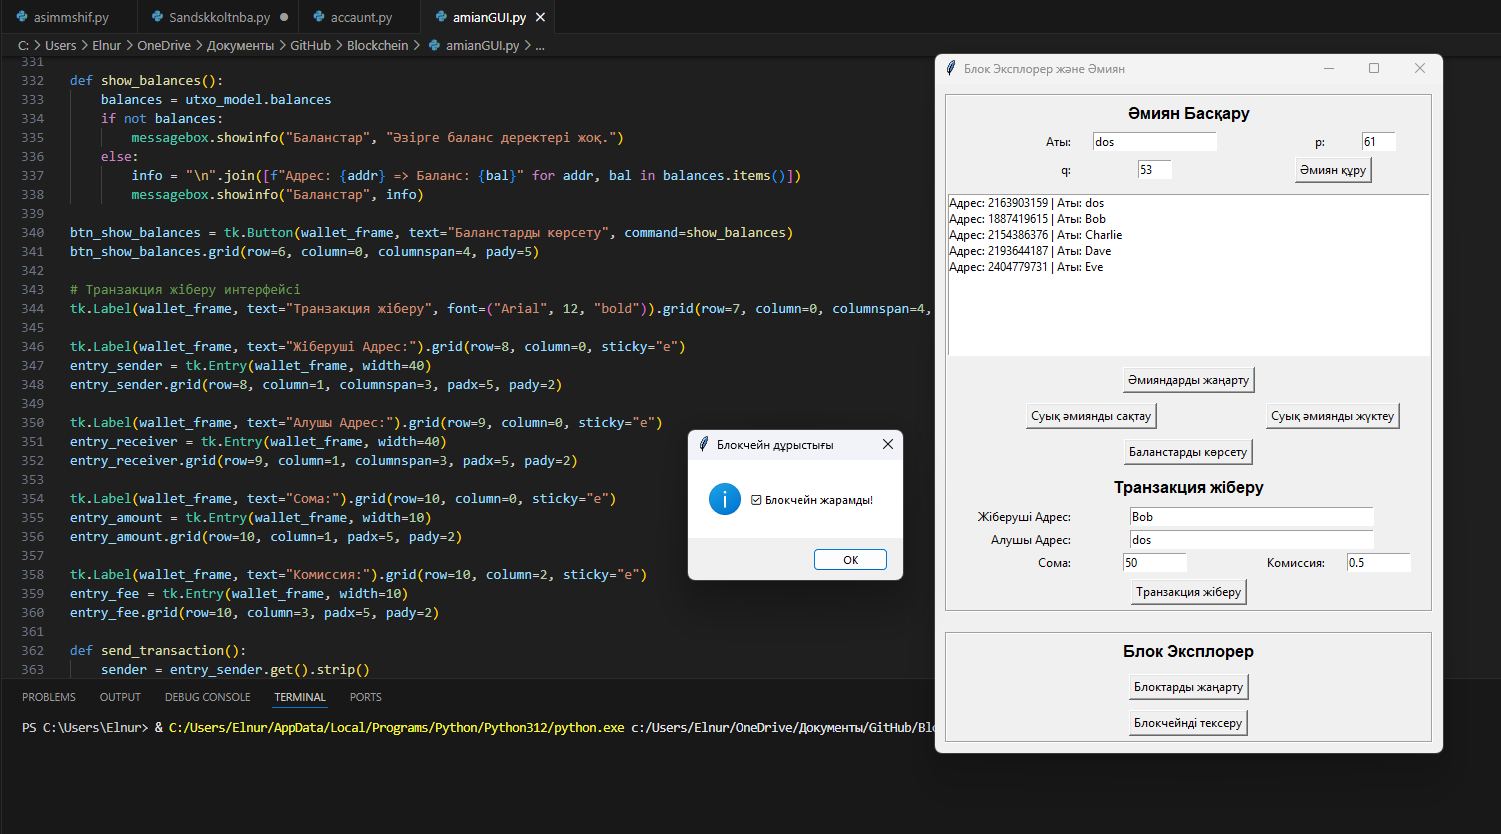 asimmshif.py
Sandskkoltnba.py
accaunt.py
amianGUI.py
C: > Users > Elnur > OneDrive > Документы > GitHub > Blockchein > amianGUI.py > ...
331
332 def show_balances():
333 balances = utxo_model.balances
334 if not balances:
335 messagebox.showinfo("Баланстар", "Әзірге баланс деректері жоқ.")
336 else:
337 info = "\n".join([f"Адрес: {addr} => Баланс: {bal}" for addr, bal in balances.items()])
338 messagebox.showinfo("Баланстар", info)
339
340 btn_show_balances = tk.Button(wallet_frame, text="Баланстарды көрсету", command=show_balances)
341 btn_show_balances.grid(row=6, column=0, columnspan=4, pady=5)
342
343 # Транзакция жіберу интерфейсі
344 tk.Label(wallet_frame, text="Транзакция жіберу", font=("Arial", 12, "bold")).grid(row=7, column=0, columnspan=4,
345
346 tk.Label(wallet_frame, text="Жіберуші Адрес:").grid(row=8, column=0, sticky="e")
347 entry_sender = tk.Entry(wallet_frame, width=40)
348 entry_sender.grid(row=8, column=1, columnspan=3, padx=5, pady=2)
349
350 tk.Label(wallet_frame, text="Алушы Адрес:").grid(row=9, column=0, sticky="e")
351 entry_receiver = tk.Entry(wallet_frame, width=40)
352 entry_receiver.grid(row=9, column=1, columnspan=3, padx=5, pady=2)
353
354 tk.Label(wallet_frame, text="Сома:").grid(row=10, column=0, sticky="e")
355 entry_amount = tk.Entry(wallet_frame, width=10)
356 entry_amount.grid(row=10, column=1, padx=5, pady=2)
357
358 tk.Label(wallet_frame, text="Комиссия:").grid(row=10, column=2, sticky="e")
359 entry_fee = tk.Entry(wallet_frame, width=10)
360 entry_fee.grid(row=10, column=3, padx=5, pady=2)
361
362 def send_transaction():
363 sender = entry_sender.get().strip()
PROBLEMS OUTPUT DEBUG CONSOLE TERMINAL PORTS
PS C:\Users\Elnur> & C:/Users/Elnur/AppData/Local/Programs/Python/Python312/python.exe c:/Users/Elnur/OneDrive/Документы/GitHub/Blo
Блокчейн дұрыстығы
Блокчейн жарамды!
OK
Блок Эксплорер және Әмиян
Әмиян Басқару
Аты: dos p: 61
q: 53 Әмиян құру
Адрес: 2163903159 | Аты: dos
Адрес: 1887419615 | Аты: Bob
Адрес: 2154386376 | Аты: Charlie
Адрес: 2193644187 | Аты: Dave
Адрес: 2404779731 | Аты: Eve
Әмияндарды жаңарту
Суық әмиянды сақтау Суық әмиянды жүктеу
Баланстарды көрсету
Транзакция жіберу
Жіберуші Адрес: Bob
Алушы Адрес: dos
Сома: 50 Комиссия: 0.5
Транзакция жіберу
Блок Эксплорер
Блоктарды жаңарту
Блокчейнді тексеру